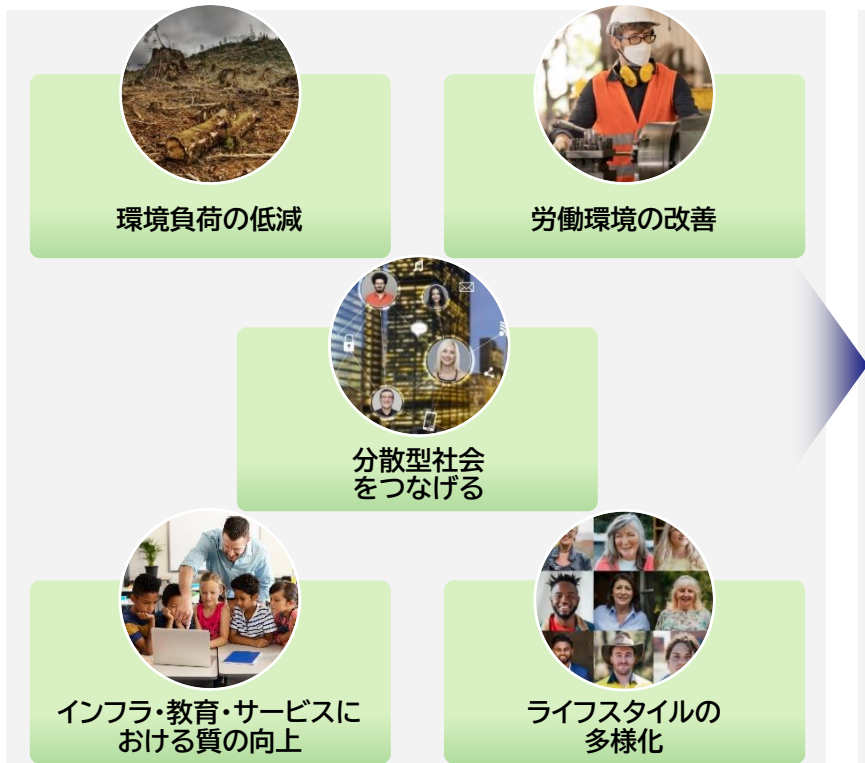 環境負荷の低減
労働環境の改善
分散型社会
をつなげる
インフラ・教育・サービスに
おける質の向上
ライフスタイルの
多様化